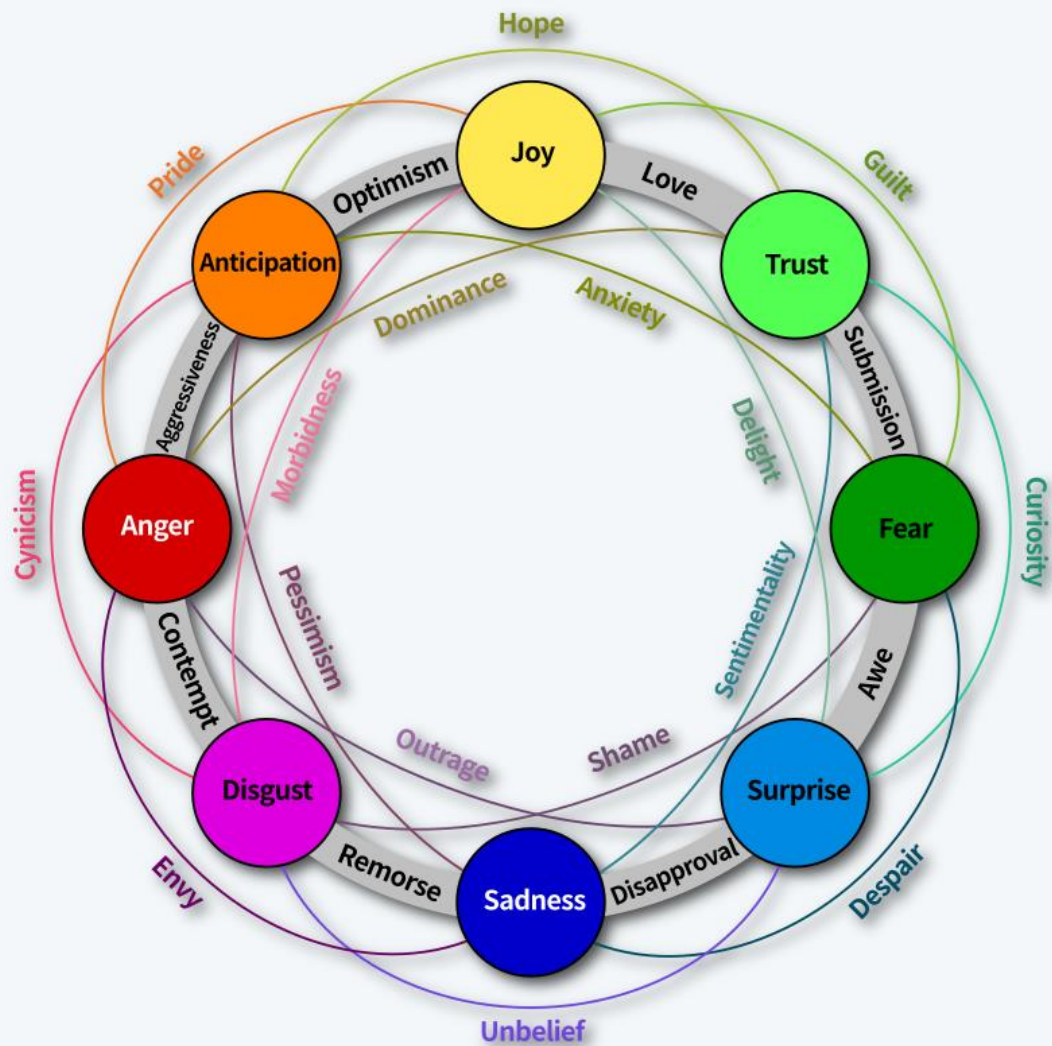 Hope
Joy
Pride
Optimism
Love
Guilt
Anticipation
Trust
Dominance
Anxiety
Aggressiveness
Submission
Morbidness
Delight
Cynicism
Anger
Fear
Curiosity
Pessimism
Sentimentality
Contempt
Awe
Outrage
Shame
Disgust
Surprise
Envy
Remorse
Sadness
Disapproval
Despair
Unbelief